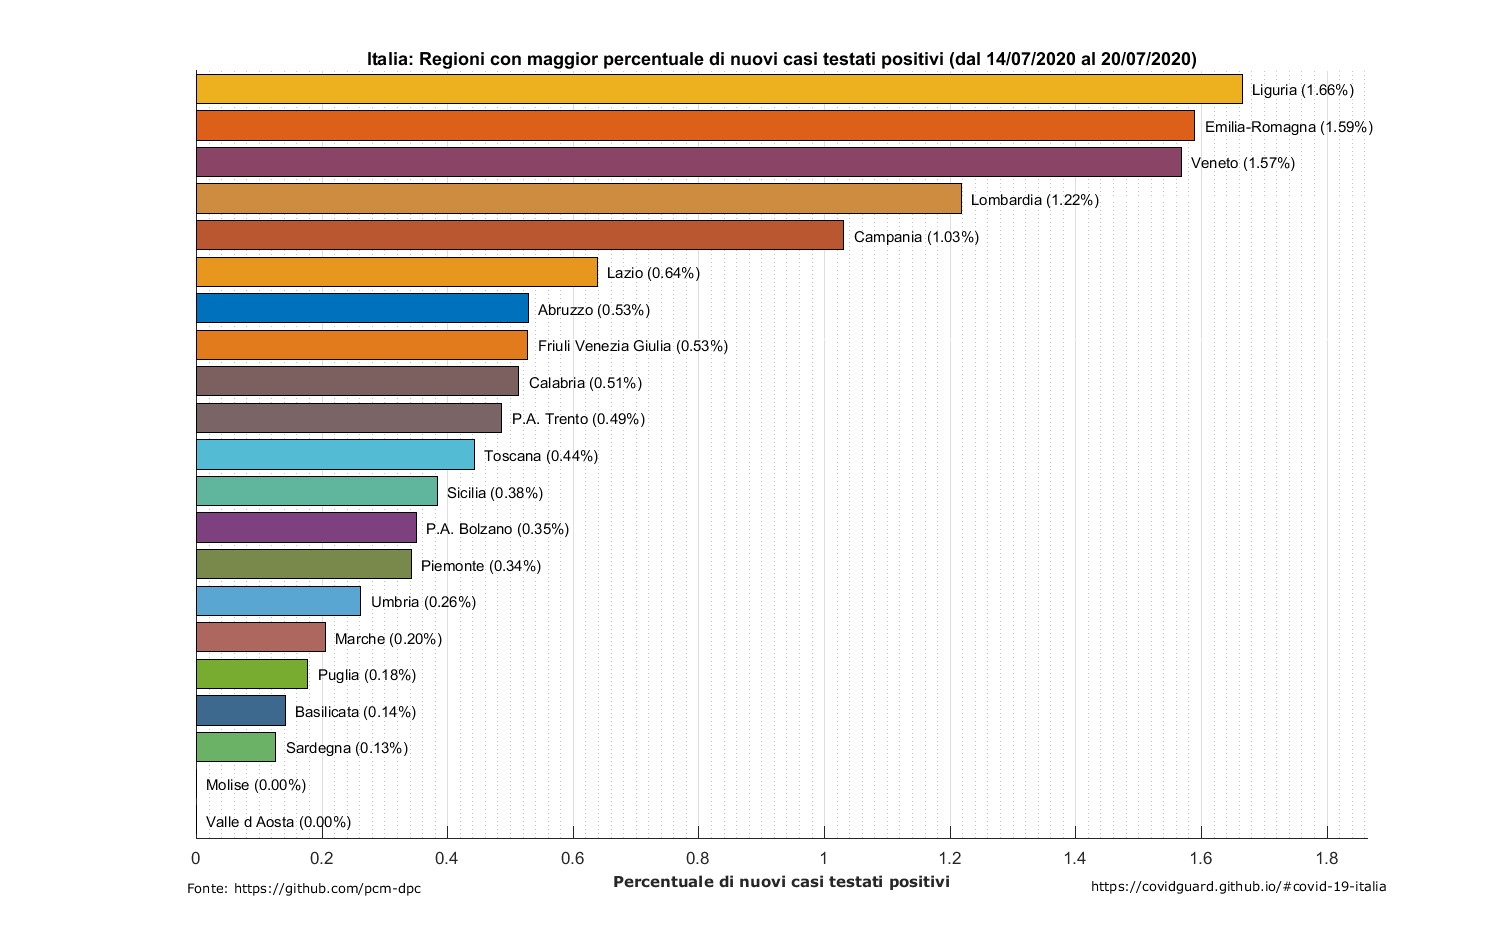 Italia: Regioni con maggior percentuale di nuovi casi testati positivi (dal 14/07/2020 al 20/07/2020)
Liguria (1.66%)
Emilia-Romagna (1.59%)
Veneto (1.57%)
Lombardia (1.22%)
Campania (1.03%)
Lazio (0.64%)
Abruzzo (0.53%)
Friuli Venezia Giulia (0.53%)
Calabria (0.51%)
P.A. Trento (0.49%)
Toscana (0.44%)
Sicilia (0.38%)
P.A. Bolzano (0.35%)
Piemonte (0.34%)
Umbria (0.26%)
Marche (0.20%)
Puglia (0.18%)
Basilicata (0.14%)
Sardegna (0.13%)
Molise (0.00%)
Valle d Aosta (0.00%)
0 0.2 0.4 0.6 0.8 1 1.2 1.4 1.6 1.8
Percentuale di nuovi casi testati positivi
Fonte: https://github.com/pcm-dpc
https://covidguard.github.io/#covid-19-italia